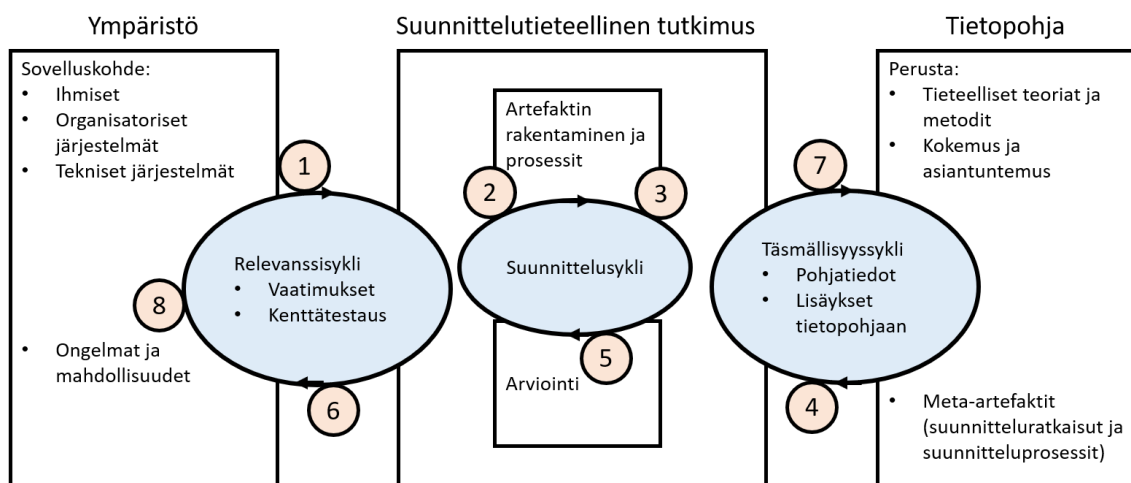 Ympäristö
Suunnittelutieteellinen tutkimus
Tietopohja
Sovelluskohde:
• Ihmiset
• Organisatoriset
järjestelmät
• Tekniset järjestelmät
1
8
Relevanssisykli
• Vaatimukset
• Kenttätestaus
• Ongelmat ja
mahdollisuudet
6
Artefaktin
rakentaminen ja
prosessit
2
3
Suunnittelusykli
5
Arviointi
Perusta:
• Tieteelliset teoriat ja
metodit
• Kokemus ja
asiantuntemus
7
Täsmällisyyssykli
• Pohjatiedot
• Lisäykset
tietopohjaan
4
• Meta-artefaktit
(suunnitteluratkaisut ja
suunnitteluprosessit)